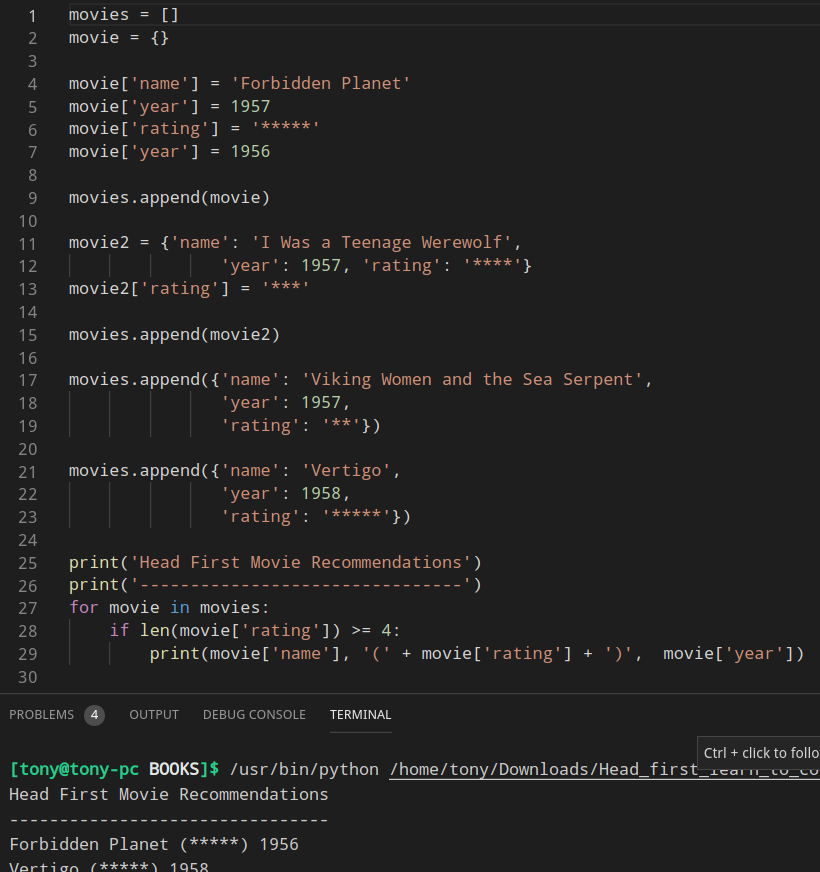 1 movies = []
2 movie = {}
3
4 movie['name'] = 'Forbidden Planet'
5 movie['year'] = 1957
6 movie['rating'] = '*****'
7 movie['year'] = 1956
8
9 movies.append(movie)
10
11 movie2 = {'name': 'I Was a Teenage Werewolf',
12                'year': 1957, 'rating': '****'}
13 movie2['rating'] = '***'
14
15 movies.append(movie2)
16
17 movies.append({'name': 'Viking Women and the Sea Serpent',
18                'year': 1957,
19                'rating': '**'})
20
21 movies.append({'name': 'Vertigo',
22                'year': 1958,
23                'rating': '*****'})
24
25 print('Head First Movie Recommendations')
26 print('--------------------------------')
27 for movie in movies:
28     if len(movie['rating']) >= 4:
29         print(movie['name'], '(' + movie['rating'] + ')',  movie['year'])
30
PROBLEMS 4 OUTPUT DEBUG CONSOLE TERMINAL
Ctrl + click to follo
[tony@tony-pc BOOKS]$ /usr/bin/python /home/tony/Downloads/Head_first_learn_to_co
Head First Movie Recommendations
--------------------------------
Forbidden Planet (*****) 1956
Vertigo (*****) 1958